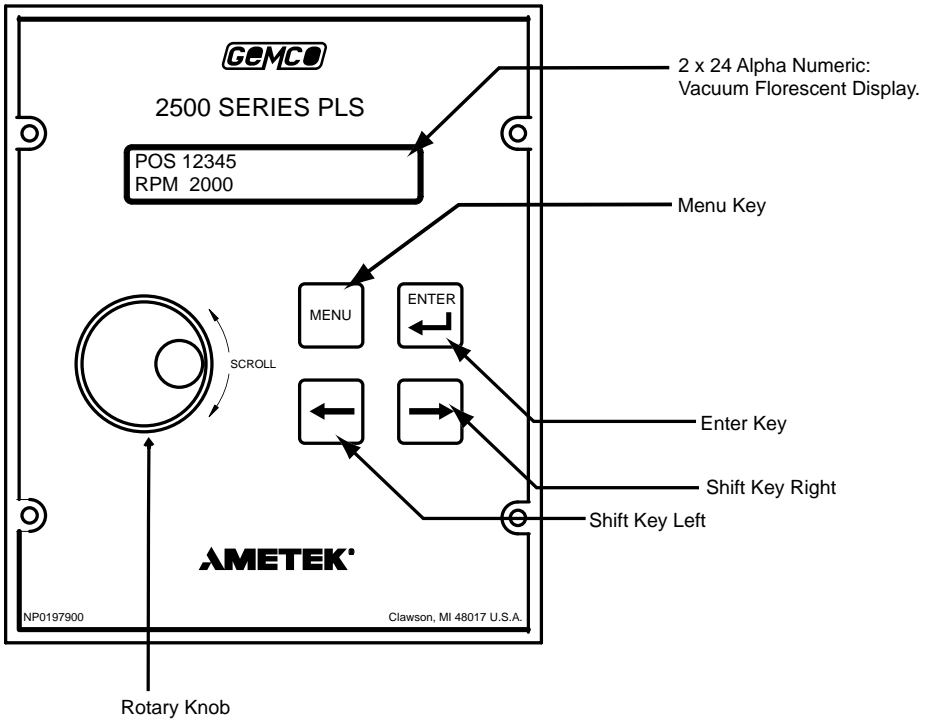 GEMCO
2500 SERIES PLS
POS 12345
RPM 2000
2 x 24 Alpha Numeric:
Vacuum Florescent Display.
Menu Key
MENU
ENTER
SCROLL
Enter Key
Shift Key Right
Shift Key Left
AMETEK
NP0197900
Clawson, MI 48017 U.S.A.
Rotary Knob